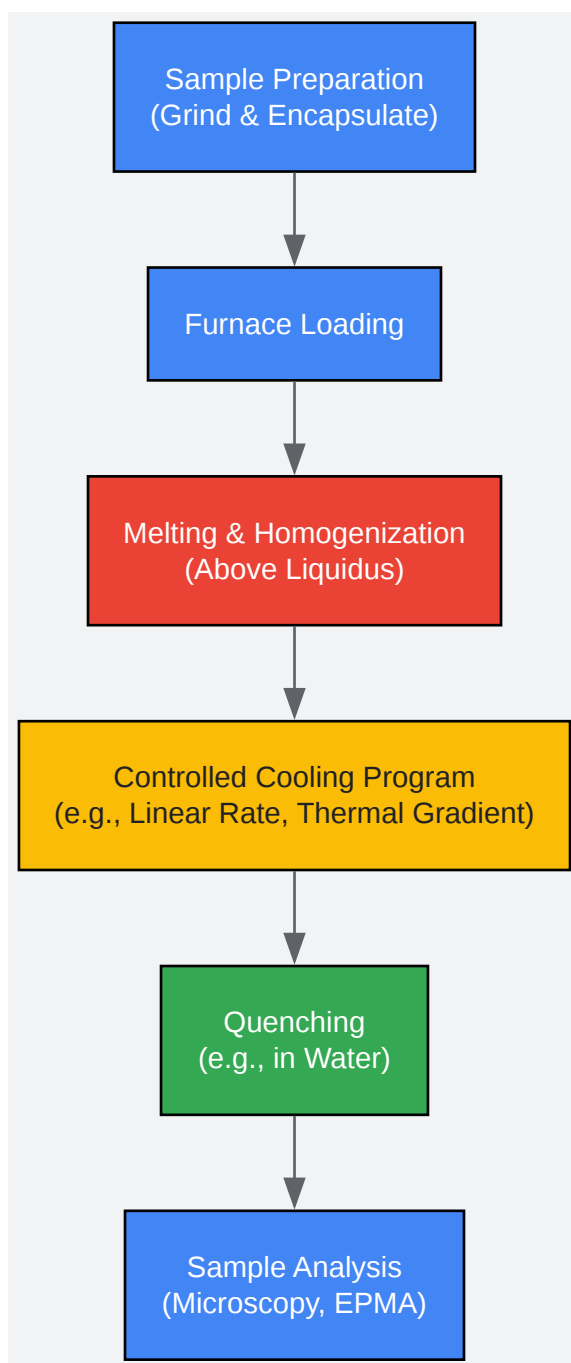 Sample Preparation
(Grind & Encapsulate)
Furnace Loading
Melting & Homogenization
(Above Liquidus)
Controlled Cooling Program
(e.g., Linear Rate, Thermal Gradient)
Quenching
(e.g., in Water)
Sample Analysis
(Microscopy, EPMA)